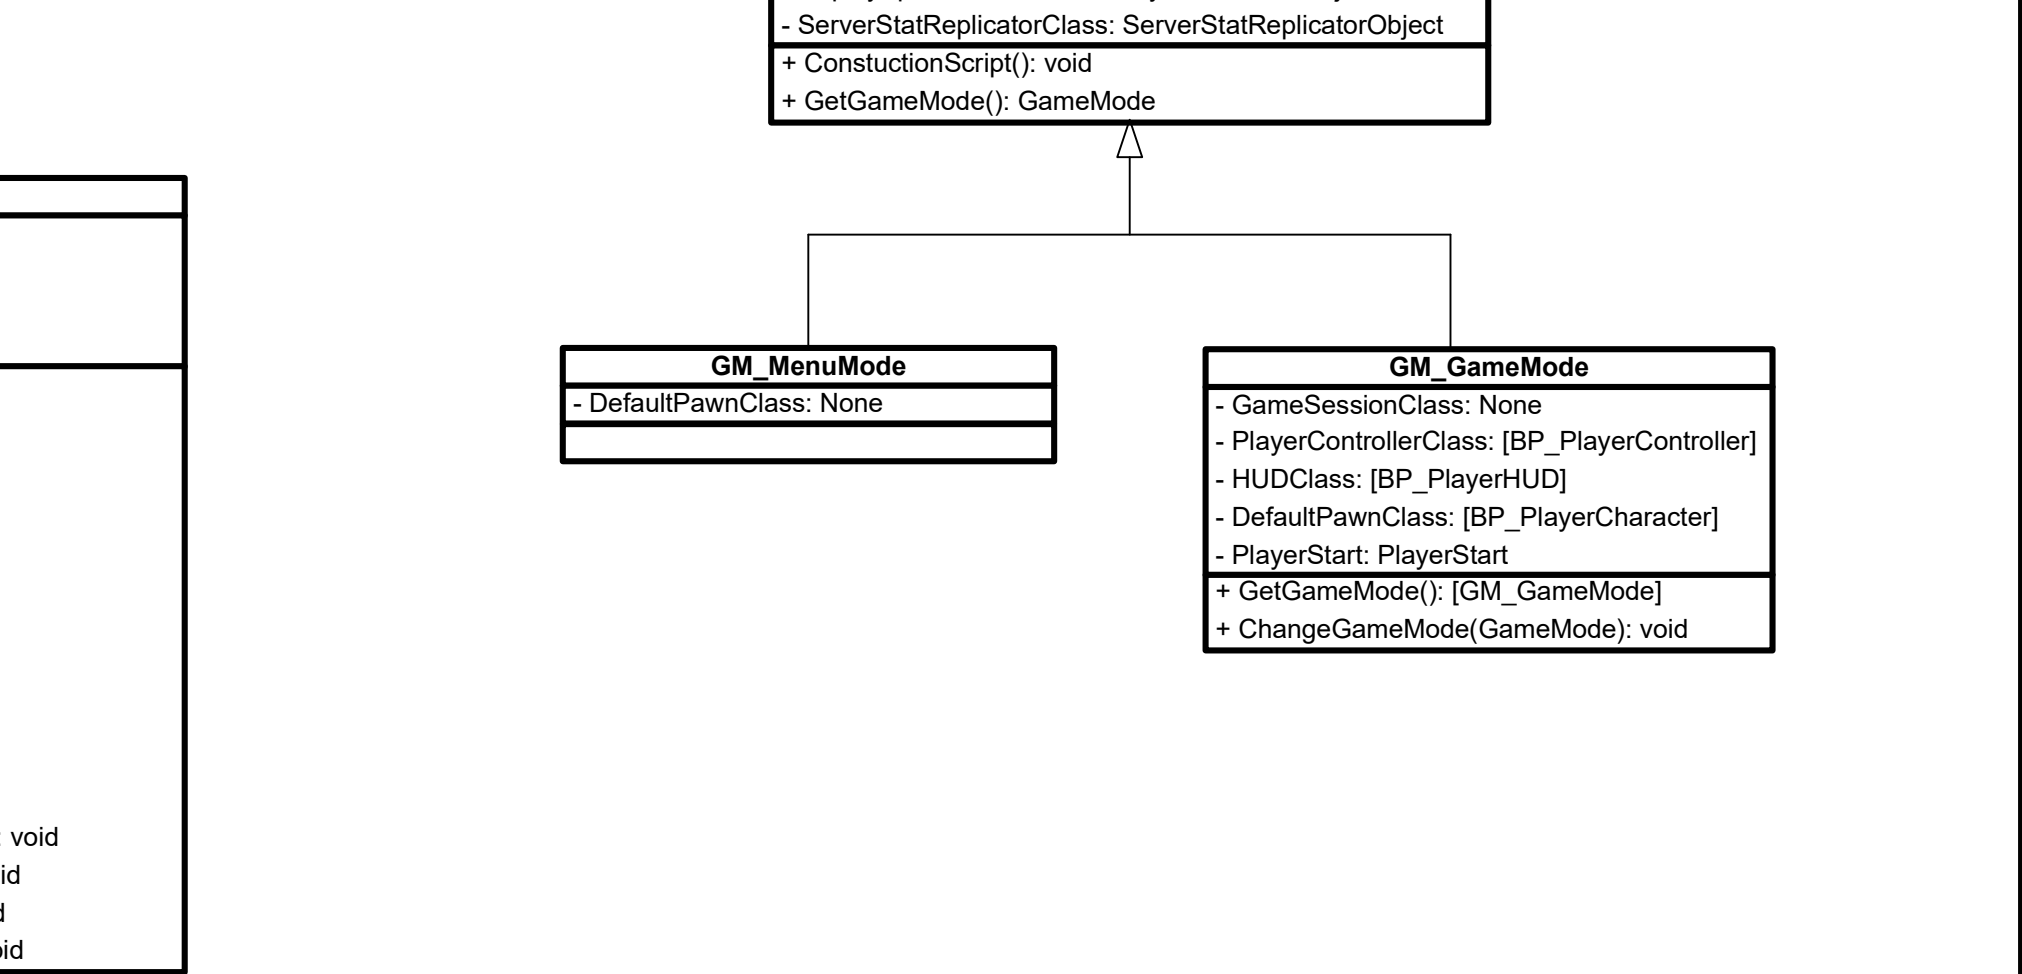 - ServerStatReplicatorClass: ServerStatReplicatorObject
+ ConstuctionScript(): void
+ GetGameMode(): GameMode
GM_MenuMode
- DefaultPawnClass: None
GM_GameMode
- GameSessionClass: None
- PlayerControllerClass: [BP_PlayerController]
- HUDClass: [BP_PlayerHUD]
- DefaultPawnClass: [BP_PlayerCharacter]
- PlayerStart: PlayerStart
+ GetGameMode(): [GM_GameMode]
+ ChangeGameMode(GameMode): void
void